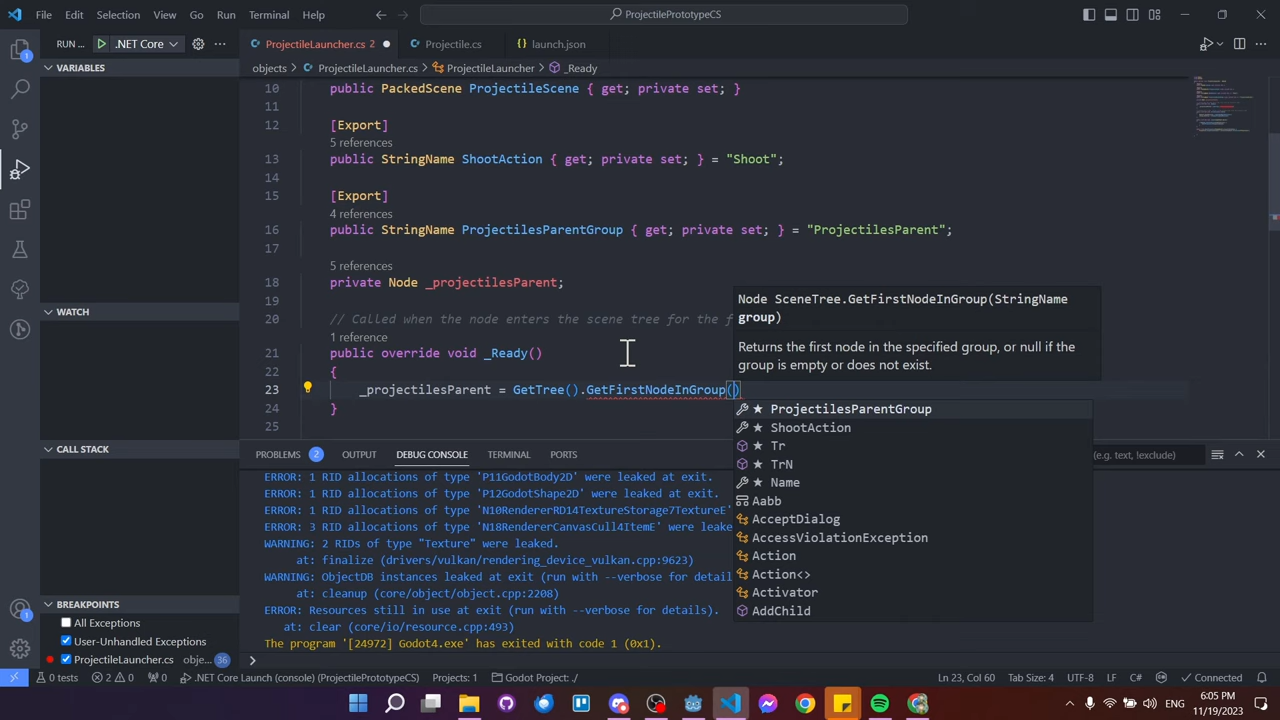 File Edit Selection View Go Run Terminal Help
ProjectilePrototypeCS
RUN ... .NET Core
ProjectileLauncher.cs 2
Projectile.cs
launch.json
VARIABLES
objects > ProjectileLauncher.cs > ProjectileLauncher > _Ready
10 public PackedScene ProjectileScene { get; private set; }
11
12 [Export]
5 references
13 public StringName ShootAction { get; private set; } = "Shoot";
14
15 [Export]
4 references
16 public StringName ProjectilesParentGroup { get; private set; } = "ProjectilesParent";
17
5 references
18 private Node _projectilesParent;
19
20 // Called when the node enters the scene tree for the f
1 reference
21 public override void _Ready()
22 {
23 _projectilesParent = GetTree().GetFirstNodeInGroup()
24 }
25
Node SceneTree.GetFirstNodeInGroup(StringName
group)
Returns the first node in the specified group, or null if the
group is empty or does not exist.
ProjectilesParentGroup
ShootAction
Tr
TrN
Name
Aabb
AcceptDialog
AccessViolationException
Action
Action<>
Activator
AddChild
WATCH
CALL STACK
BREAKPOINTS
All Exceptions
User-Unhandled Exceptions
ProjectileLauncher.cs obje... 36
PROBLEMS 2 OUTPUT DEBUG CONSOLE TERMINAL PORTS
(e.g. text, !exclude)
ERROR: 1 RID allocations of type 'P11GodotBody2D' were leaked at exit.
ERROR: 1 RID allocations of type 'P12GodotShape2D' were leaked at exit.
ERROR: 1 RID allocations of type 'N10RendererRD14TextureStorage7TextureE'
ERROR: 3 RID allocations of type 'N18RendererCanvasCull4ItemE' were leake
WARNING: 2 RIDs of type "Texture" were leaked.
at: finalize (drivers/vulkan/rendering_device_vulkan.cpp:9623)
WARNING: ObjectDB instances leaked at exit (run with --verbose for detail
at: cleanup (core/object/object.cpp:2208)
ERROR: Resources still in use at exit (run with --verbose for details).
at: clear (core/io/resource.cpp:493)
The program '[24972] Godot4.exe' has exited with code 1 (0x1).
0 tests 2 0 .NET Core Launch (console) (ProjectilePrototypeCS) Projects: 1 Godot Project: ./ Ln 23, Col 60 Tab Size: 4 UTF-8 LF C# Connected
6:05 PM
11/19/2023